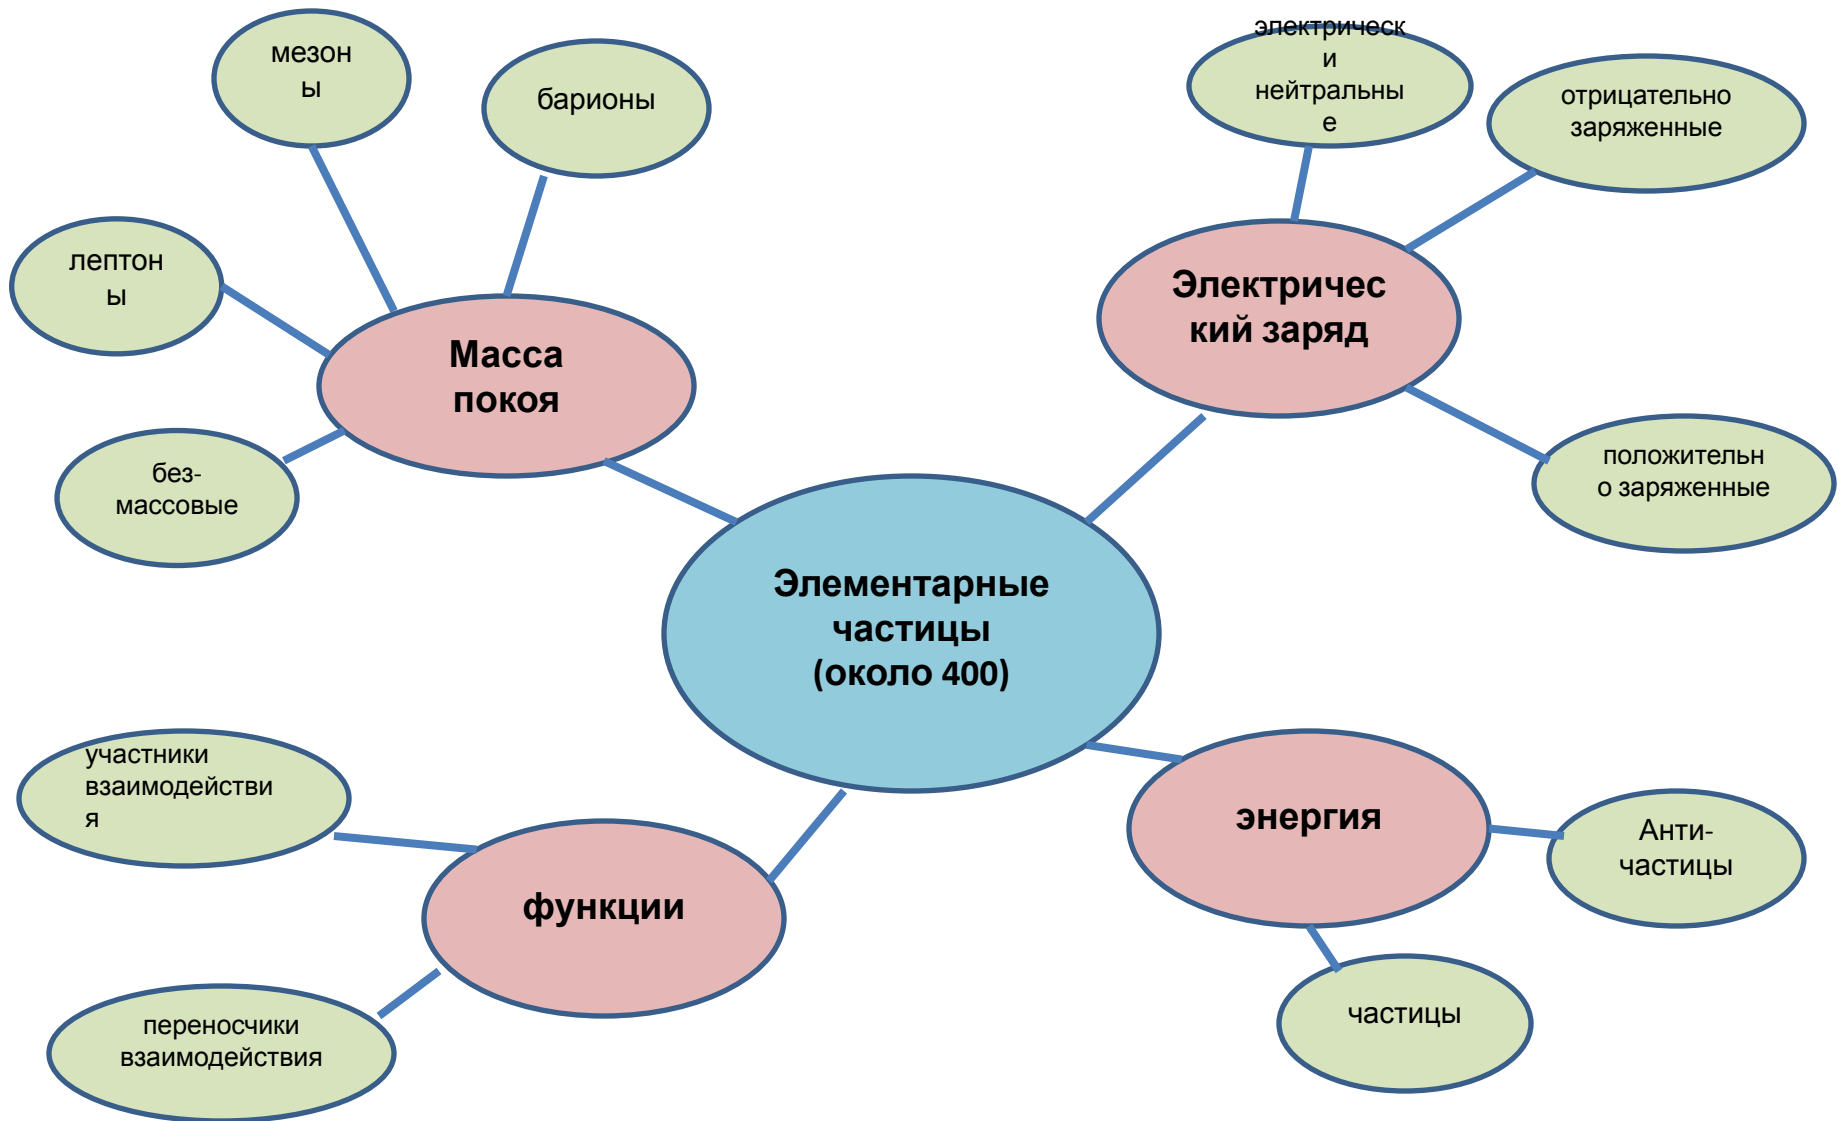 мезон
ы
барионы
лептон
ы
Масса
покоя
без-
массовые
электрическ
и
нейтральны
е
отрицательно
заряженные
Электричес
кий заряд
положительн
о заряженные
Элементарные
частицы
(около 400)
участники
взаимодействи
я
функции
переносчики
взаимодействия
энергия
Анти-
частицы
частицы